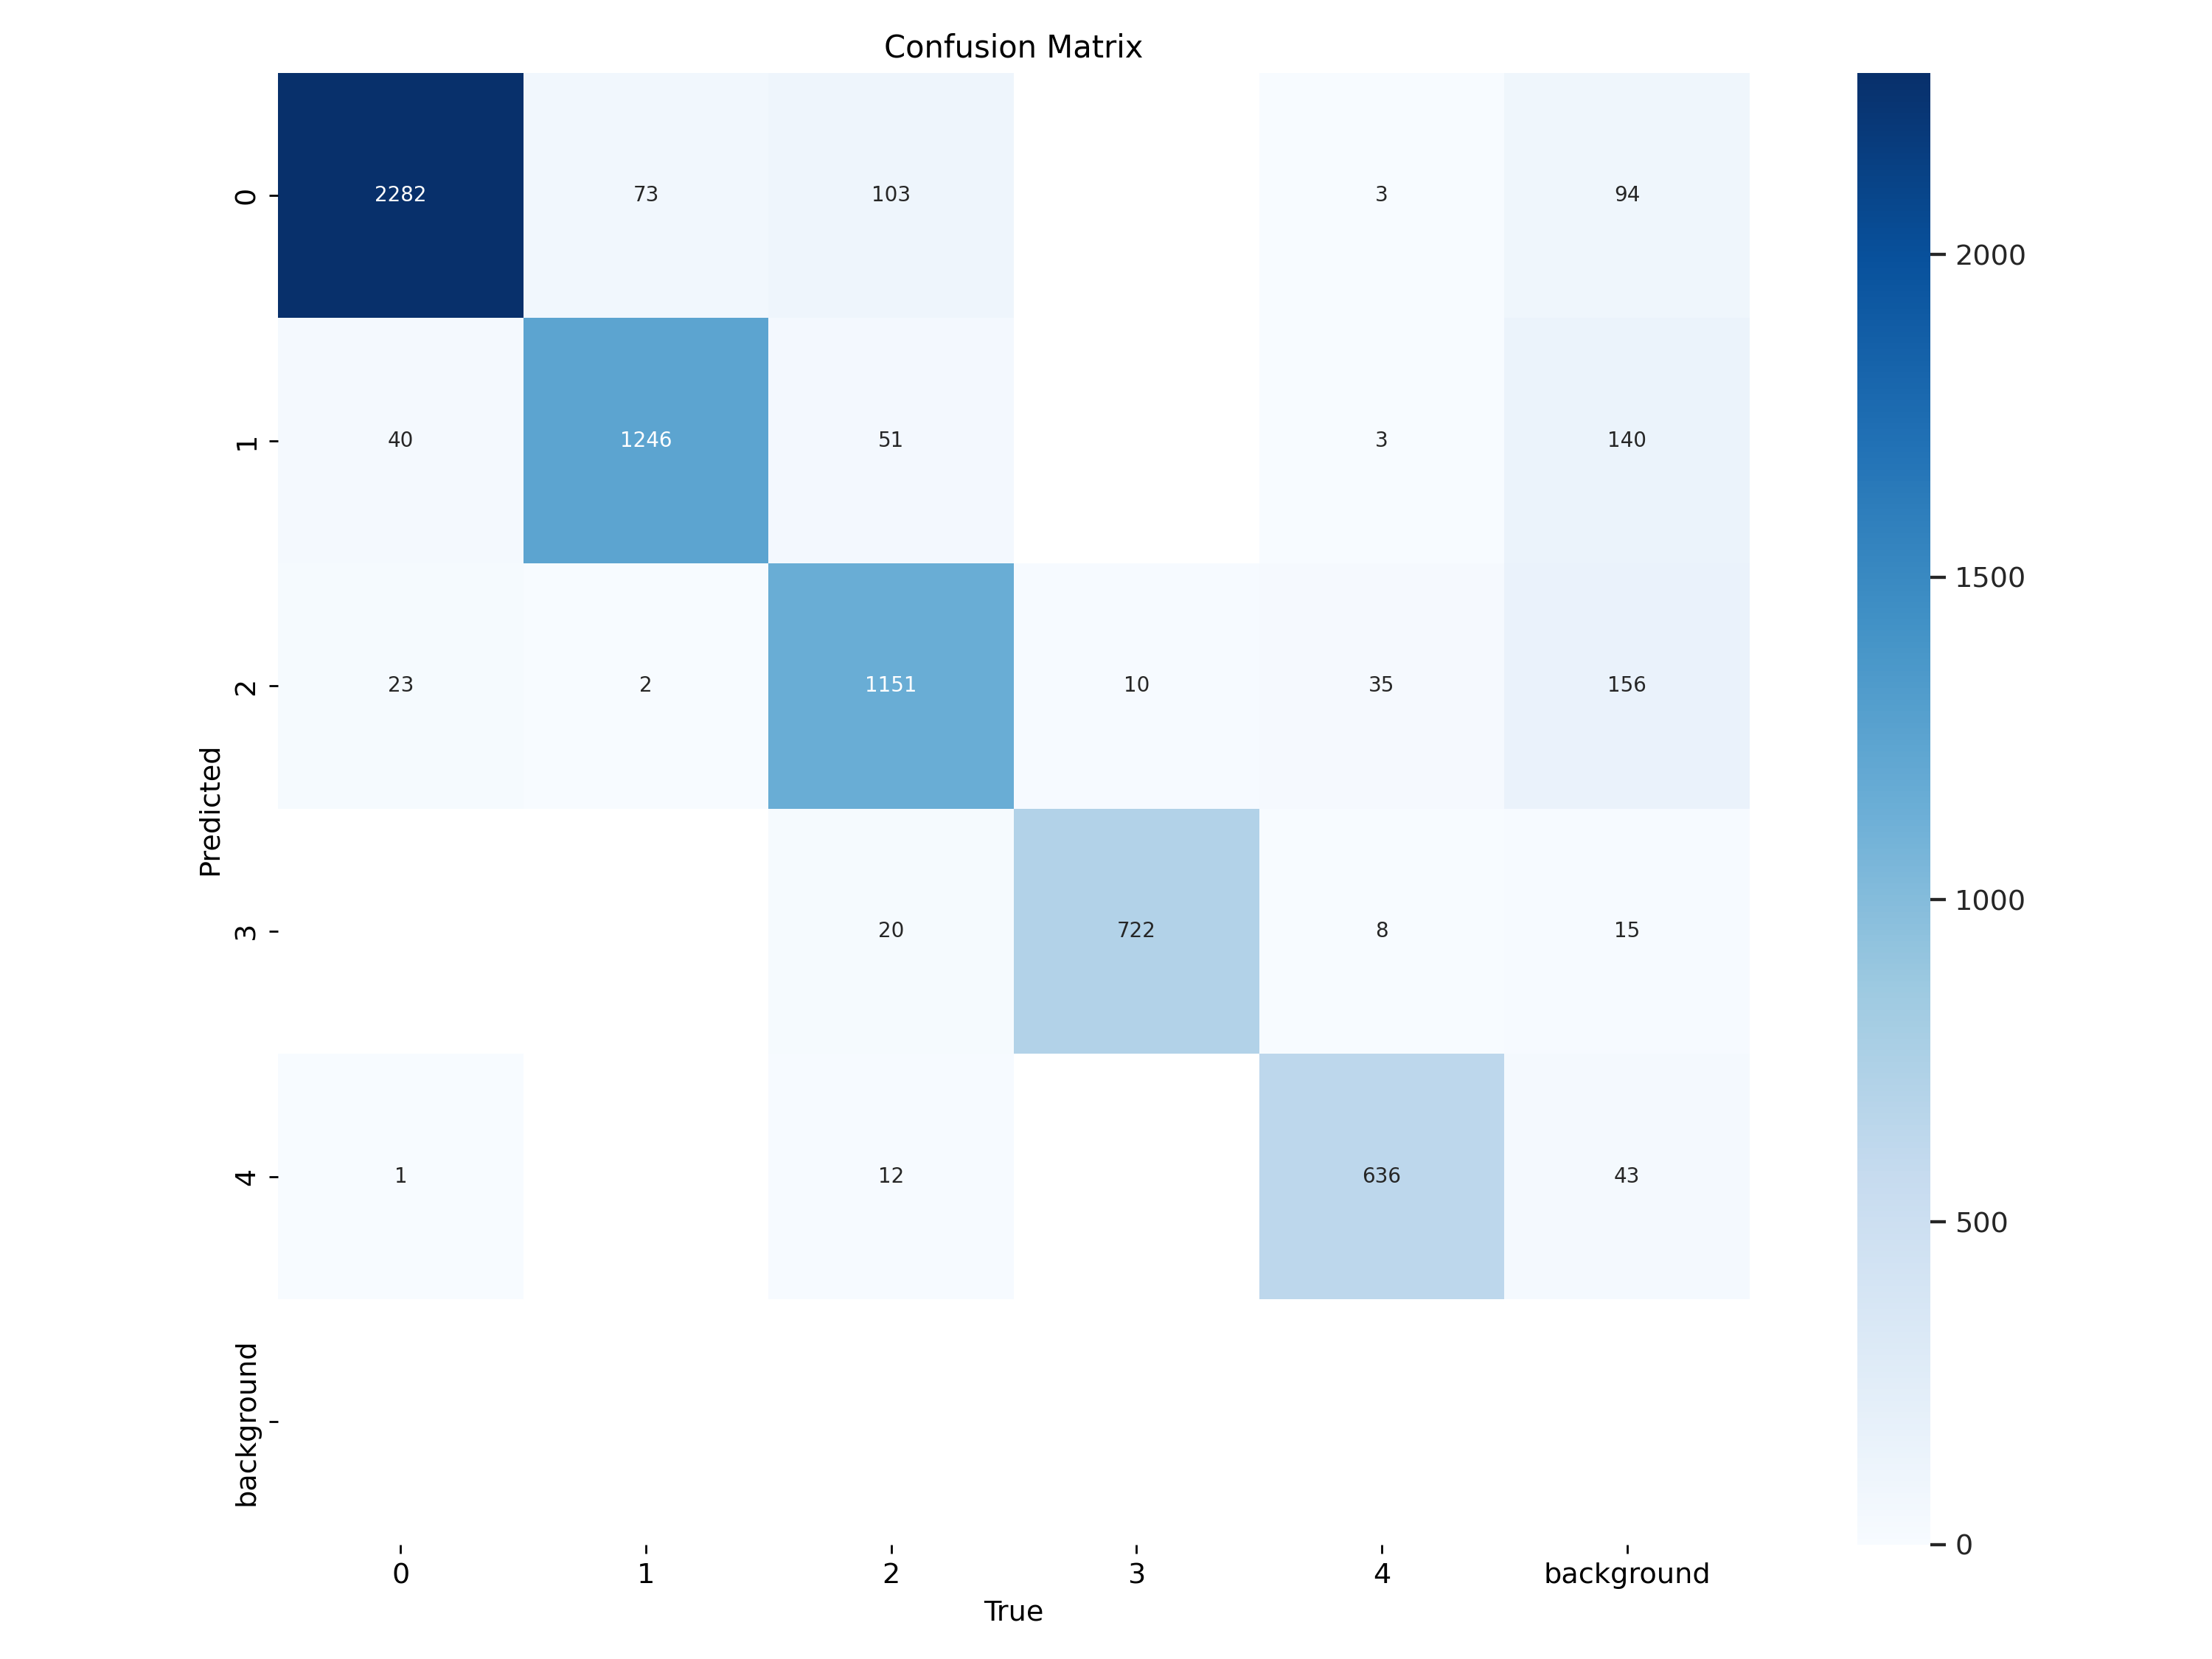 Confusion Matrix
0 2282 73 103 3 94
1 40 1246 51 3 140
2 23 2 1151 10 35 156
3 20 722 8 15
4 1 12 636 43
background
Predicted
0 1 2 3 4 background
True
2000
1500
1000
500
0